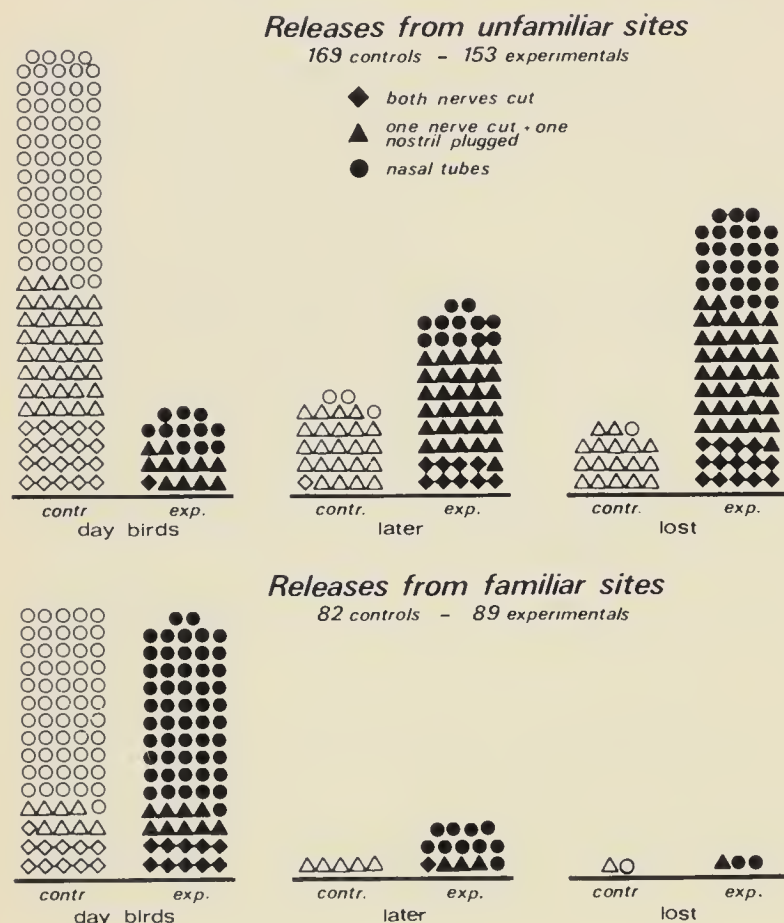 Releases from unfamiliar sites
169 controls - 153 experimentals
both nerves cut
one nerve cut + one
nostril plugged
nasal tubes
contr exp. contr. exp. contr. exp.
day birds later lost
Releases from familiar sites
82 controls - 89 experimentals
contr exp. contr. exp. contr exp.
day birds later lost